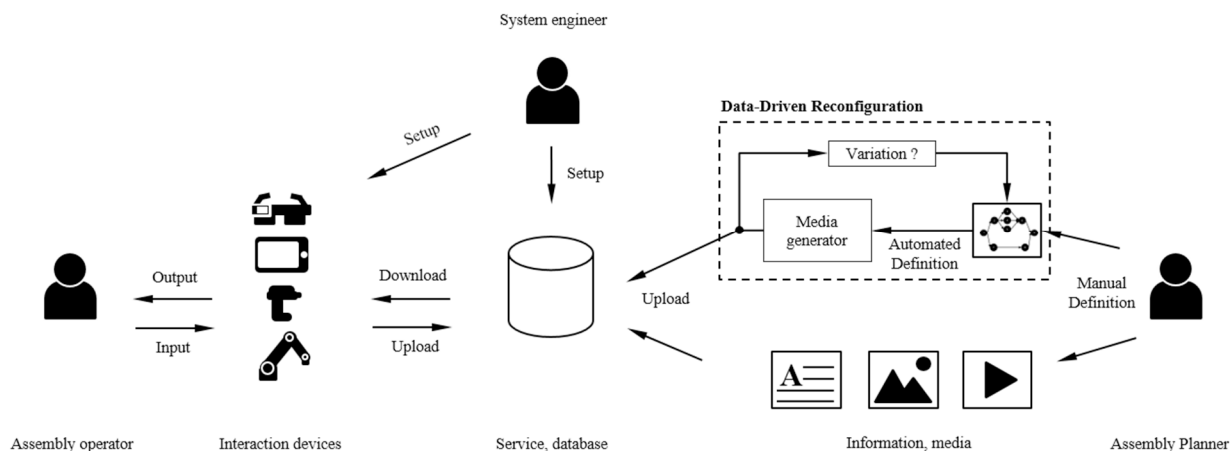 System engineer
Data-Driven Reconfiguration
Setup
Variation ?
Setup
Media
generator
Automated
Definition
Output
Download
Upload
Manual
Definition
Input
Upload
A
Assembly operator
Interaction devices
Service, database
Information, media
Assembly Planner